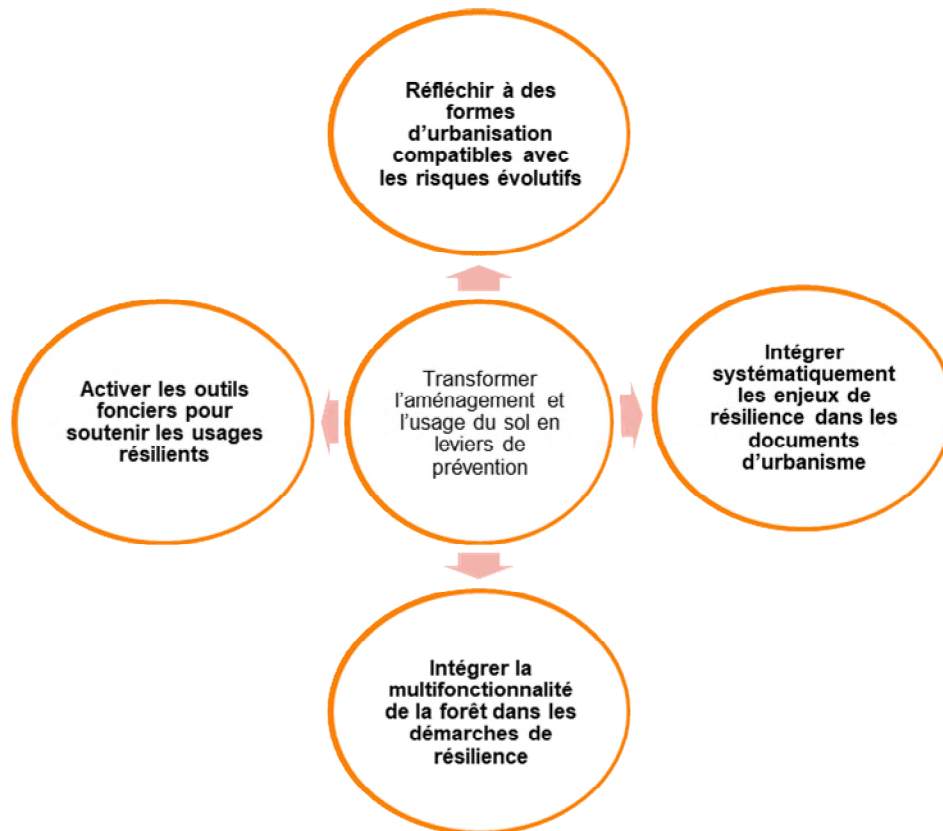 Réfléchir à des
formes
d'urbanisation
compatibles avec
les risques évolutifs
Activer les outils
fonciers pour
soutenir les usages
résilients
Transformer
l'aménagement et
l'usage du sol en
leviers de
prévention
Intégrer
systématiquement
les enjeux de
résilience dans les
documents
d'urbanisme
Intégrer la
multifonctionnalité
de la forêt dans les
démarches de
résilience